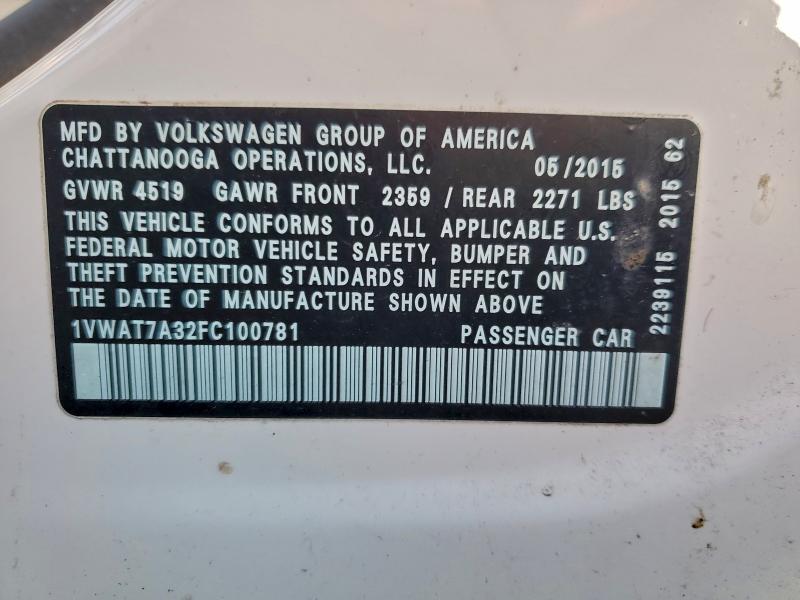 MFD BY VOLKSWAGEN GROUP OF AMERICA
CHATTANOOGA OPERATIONS, LLC. 05/2015
GVWR 4519 GAWR FRONT 2359 / REAR 2271 LBS
THIS VEHICLE CONFORMS TO ALL APPLICABLE U.S.
FEDERAL MOTOR VEHICLE SAFETY, BUMPER AND
THEFT PREVENTION STANDARDS IN EFFECT ON
THE DATE OF MANUFACTURE SHOWN ABOVE
1VWAT7A32FC100781 PASSENGER CAR
2239115 2015 62